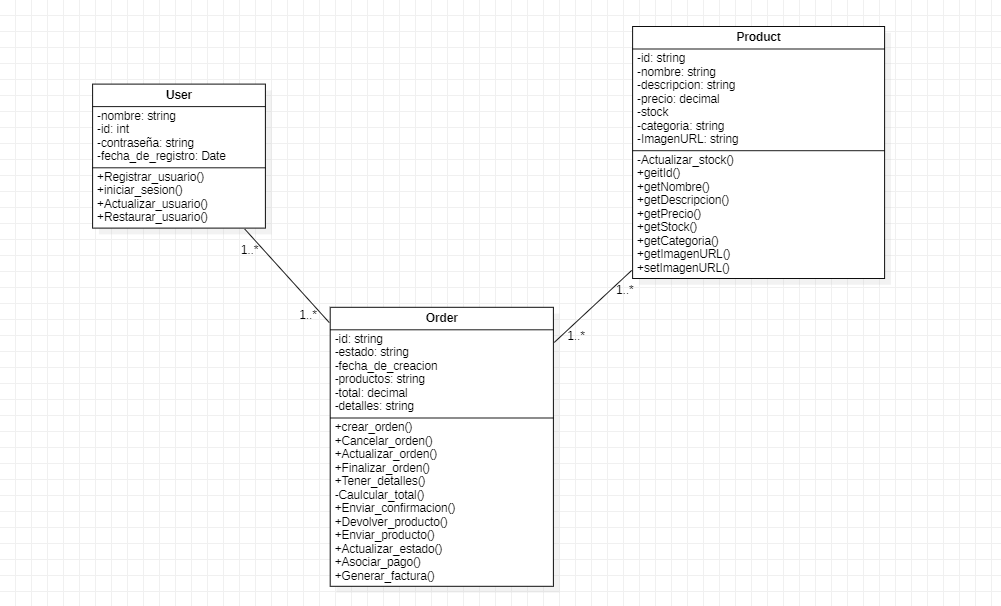 User
-nombre: string
-id: int
-contraseña: string
-fecha_de_registro: Date
+Registrar_usuario()
+iniciar_sesion()
+Actualizar_usuario()
+Restaurar_usuario()
1..*
1..*
Product
-id: string
-nombre: string
-descripcion: string
-precio: decimal
-stock
-categoria: string
-ImagenURL: string
-Actualizar_stock()
+geitId()
+getNombre()
+getDescripcion()
+getPrecio()
+getStock()
+getCategoria()
+getImagenURL()
+setImagenURL()
1..*
1..*
Order
-id: string
-estado: string
-fecha_de_creacion
-productos: string
-total: decimal
-detalles: string
+crear_orden()
+Cancelar_orden()
+Actualizar_orden()
+Finalizar_orden()
+Tener_detalles()
-Caulcular_total()
+Enviar_confirmacion()
+Devolver_producto()
+Enviar_producto()
+Actualizar_estado()
+Asociar_pago()
+Generar_factura()